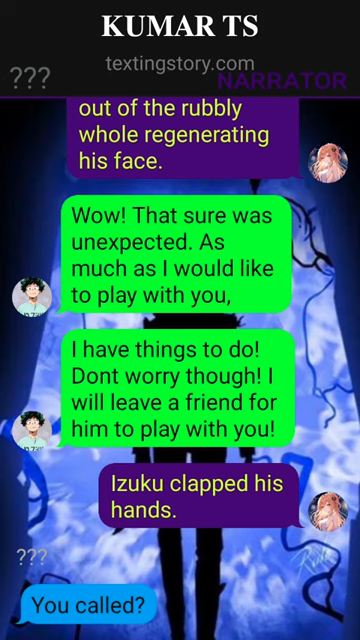 KUMAR TS
textingstory.com
??? NARRATOR
out of the rubbly
whole regenerating
his face.
Wow! That sure was
unexpected. As
much as I would like
to play with you,
I have things to do!
Dont worry though! I
will leave a friend for
him to play with you!
Izuku clapped his
hands.
???
You called?